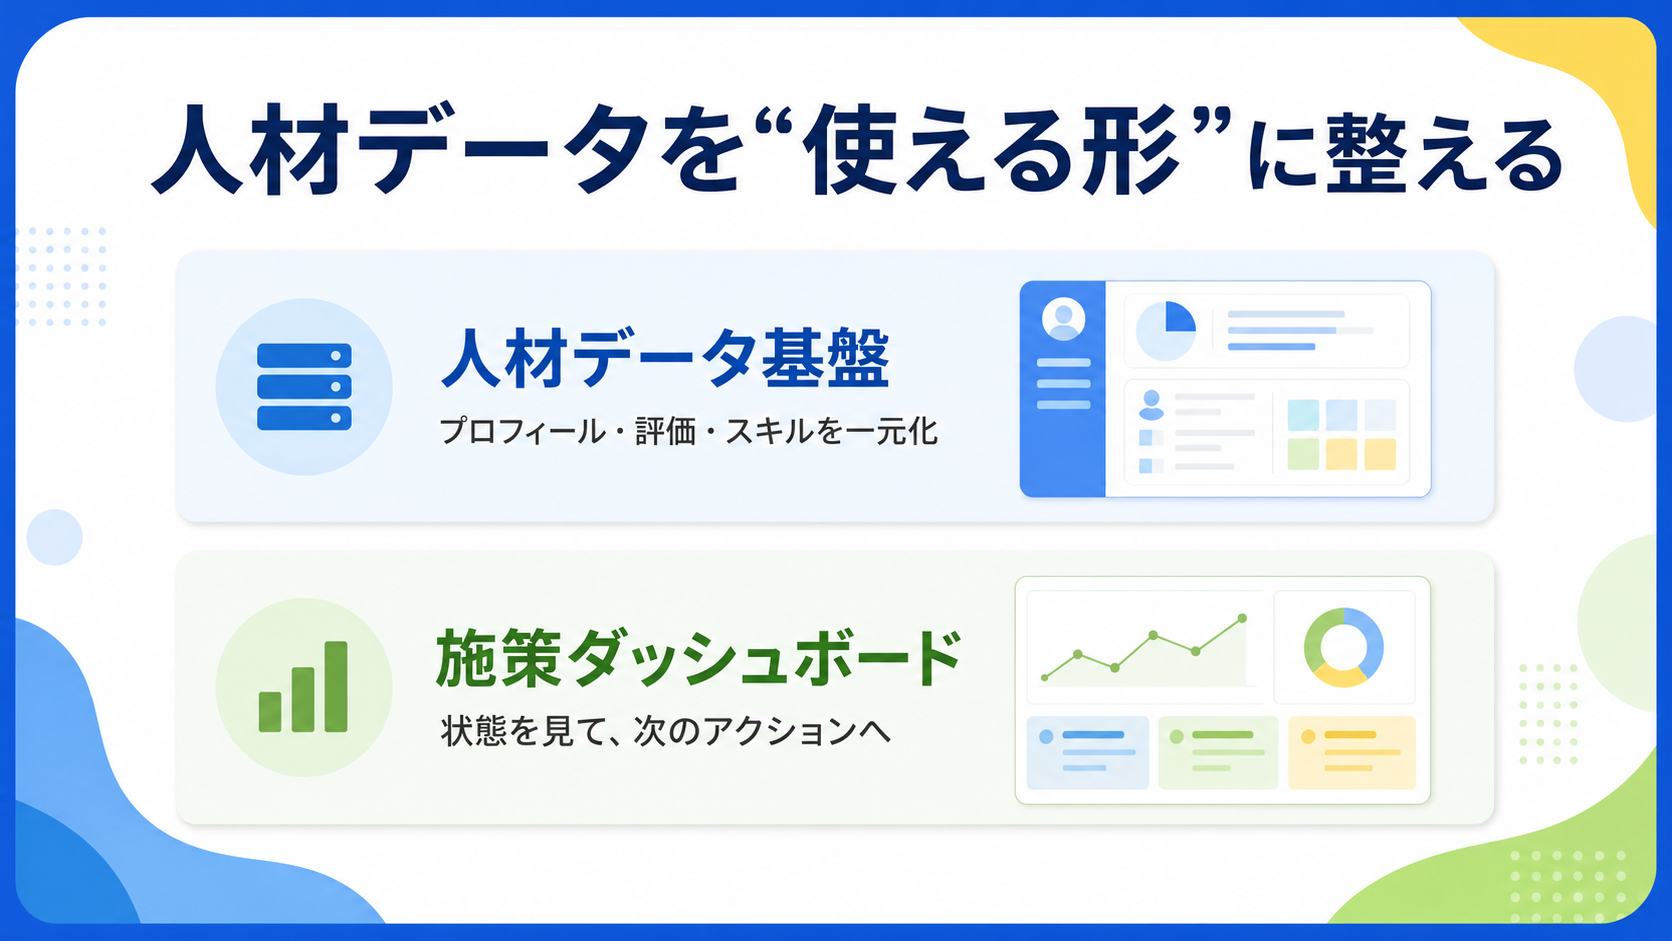 人材データを“使える形”に整える
人材データ基盤
プロフィール・評価・スキルを一元化
施策ダッシュボード
状態を見て、次のアクションへ